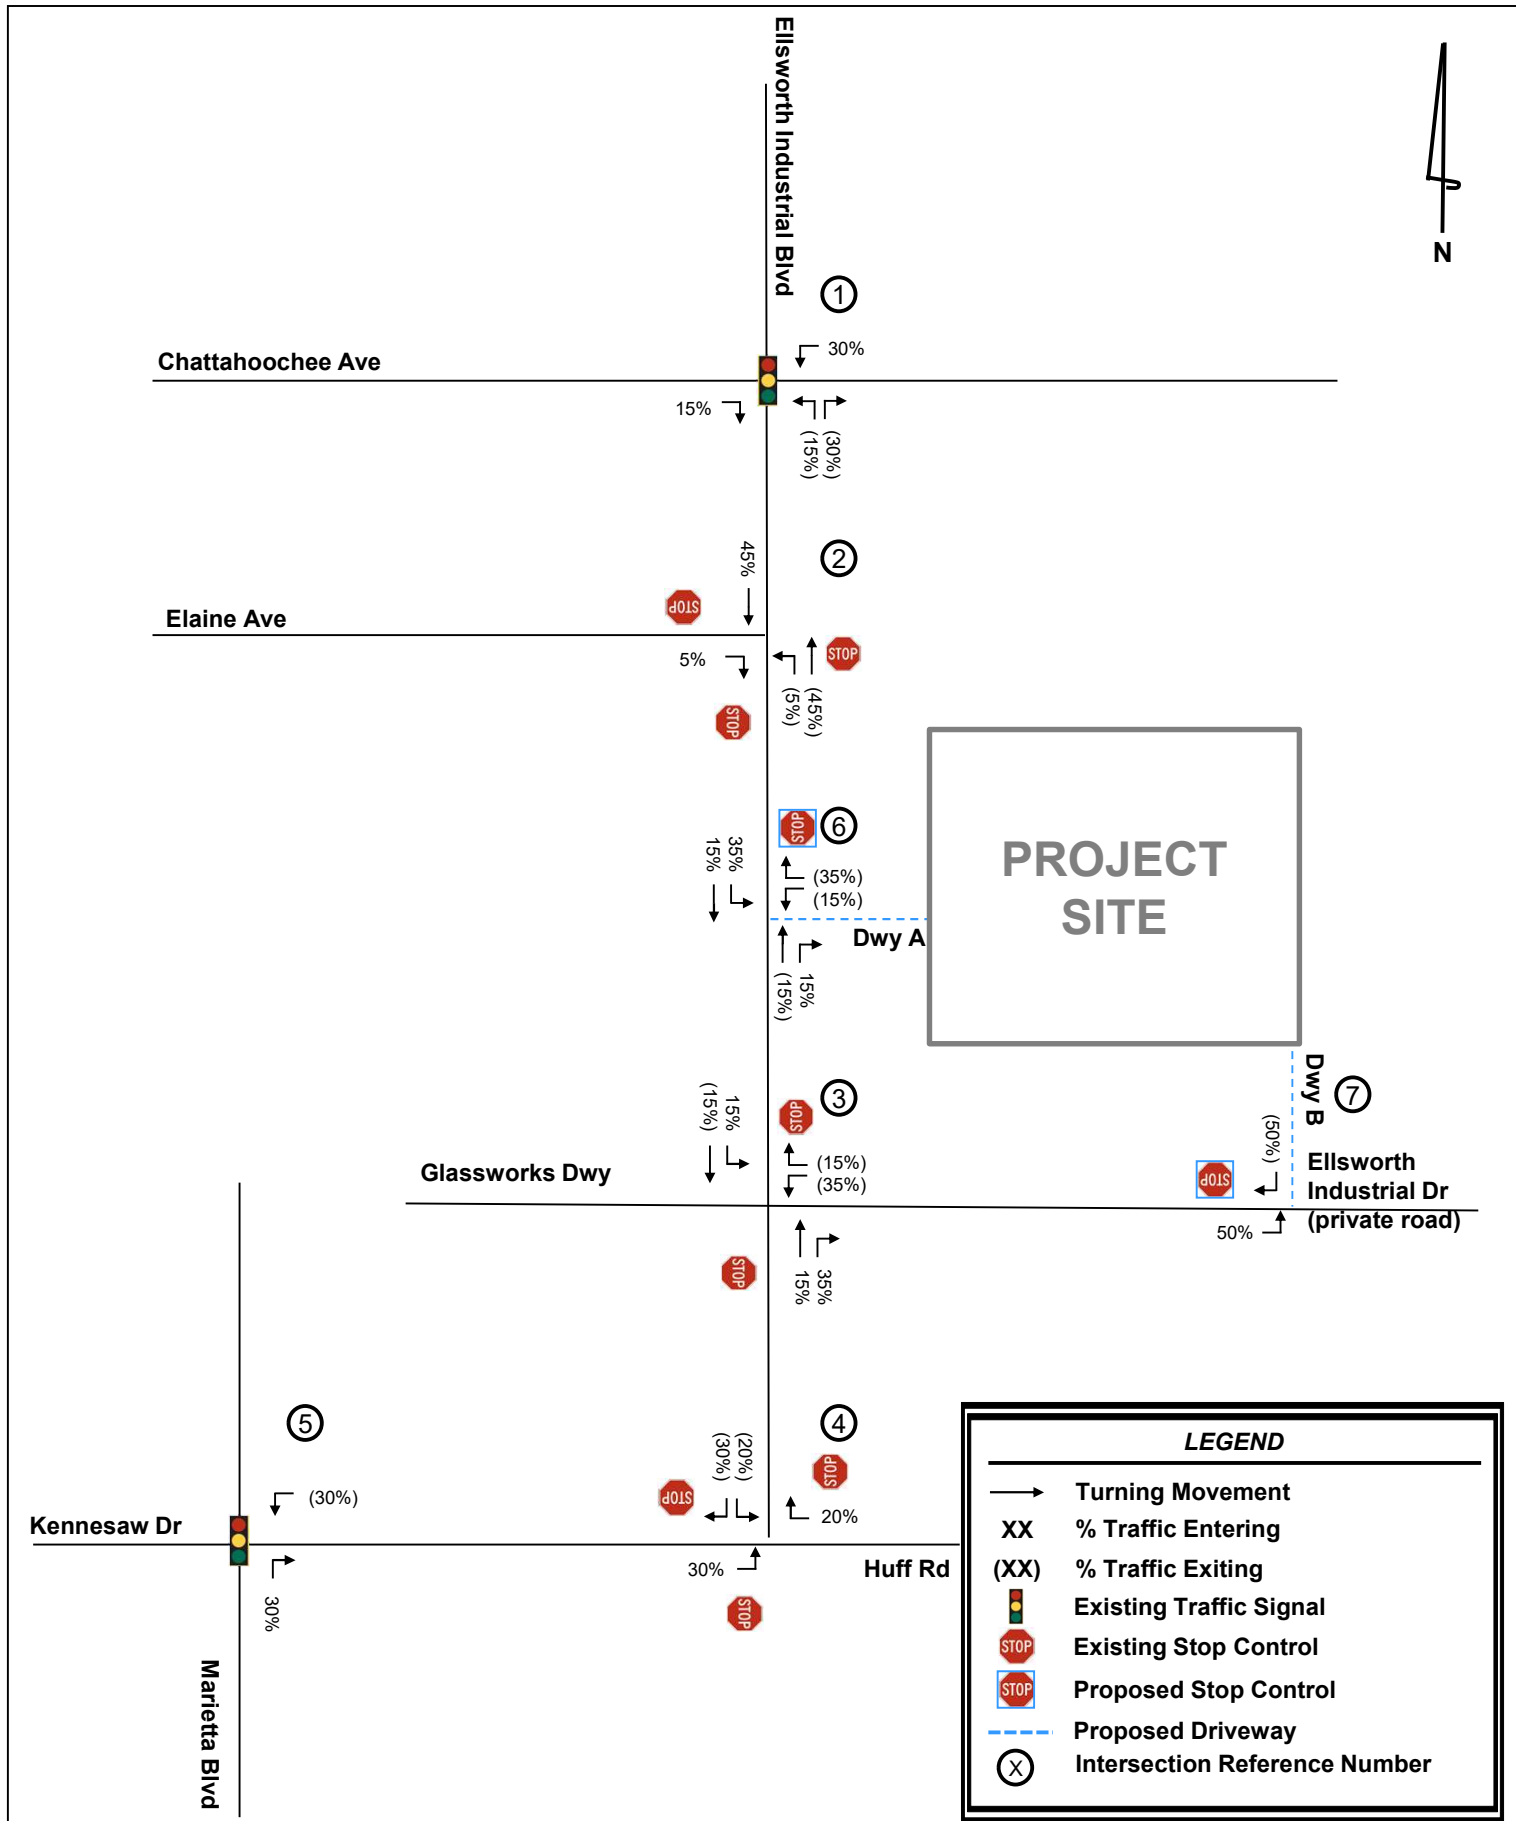 Ellsworth Industrial Blvd
N
1
30%
Chattahoochee Ave
15%
(15%)
(30%)
45%
2
STOP
Elaine Ave
STOP
5%
(5%)
(45%)
STOP
STOP
6
15%
35%
(35%)
(15%)
PROJECT
SITE
Dwy A
(15%)
15%
(15%)
15%
STOP
3
Dwy B
7
(15%)
(35%)
Glassworks Dwy
(50%)
STOP
Ellsworth
Industrial Dr
(private road)
50%
STOP
15%
35%
5
4
(30%)
(20%)
STOP
STOP
(30%)
20%
Kennesaw Dr
30%
Huff Rd
30%
STOP
Marietta Blvd
LEGEND
Turning Movement
XX % Traffic Entering
(XX) % Traffic Exiting
Existing Traffic Signal
STOP Existing Stop Control
STOP Proposed Stop Control
Proposed Driveway
X Intersection Reference Number